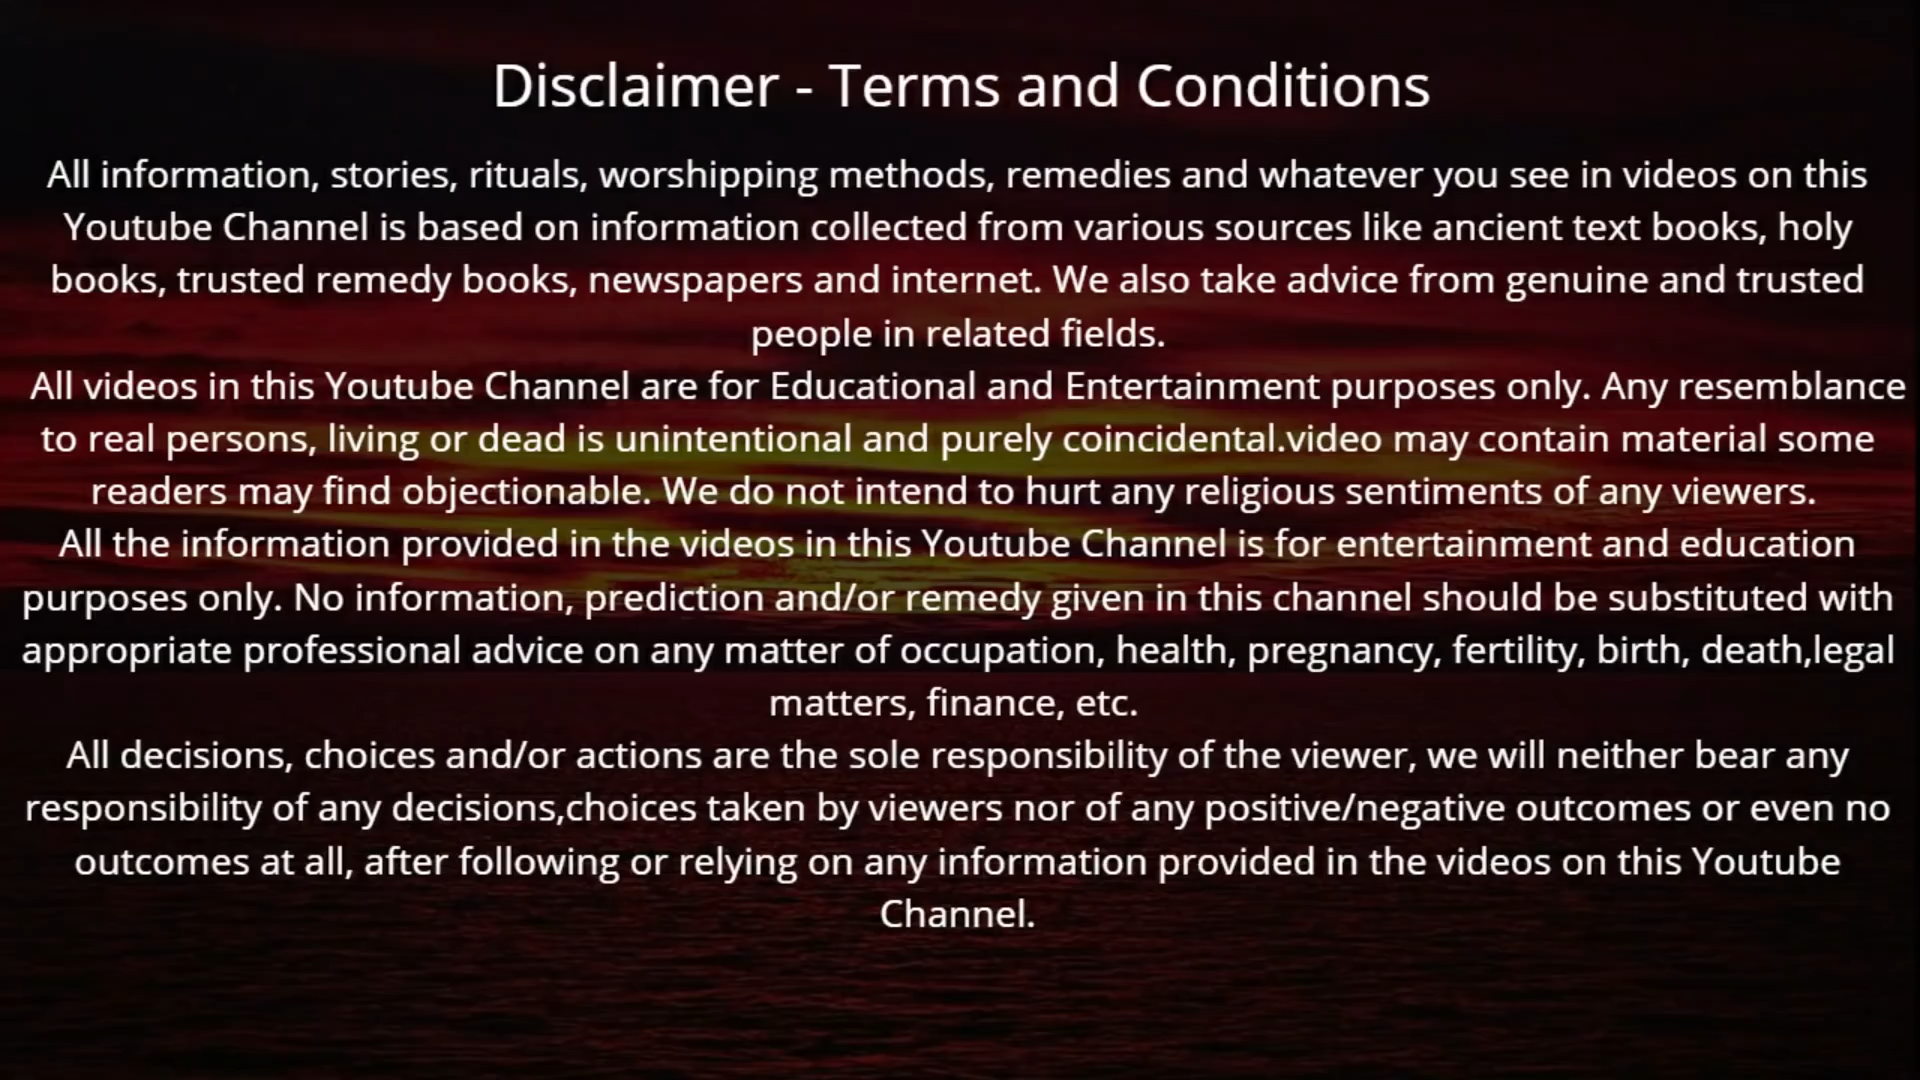 Disclaimer - Terms and Conditions
All information, stories, rituals, worshipping methods, remedies and whatever you see in videos on this
Youtube Channel is based on information collected from various sources like ancient text books, holy
books, trusted remedy books, newspapers and internet. We also take advice from genuine and trusted
people in related fields.
All videos in this Youtube Channel are for Educational and Entertainment purposes only. Any resemblance
to real persons, living or dead is unintentional and purely coincidental.video may contain material some
readers may find objectionable. We do not intend to hurt any religious sentiments of any viewers.
All the information provided in the videos in this Youtube Channel is for entertainment and education
purposes only. No information, prediction and/or remedy given in this channel should be substituted with
appropriate professional advice on any matter of occupation, health, pregnancy, fertility, birth, death,legal
matters, finance, etc.
All decisions, choices and/or actions are the sole responsibility of the viewer, we will neither bear any
responsibility of any decisions,choices taken by viewers nor of any positive/negative outcomes or even no
outcomes at all, after following or relying on any information provided in the videos on this Youtube
Channel.